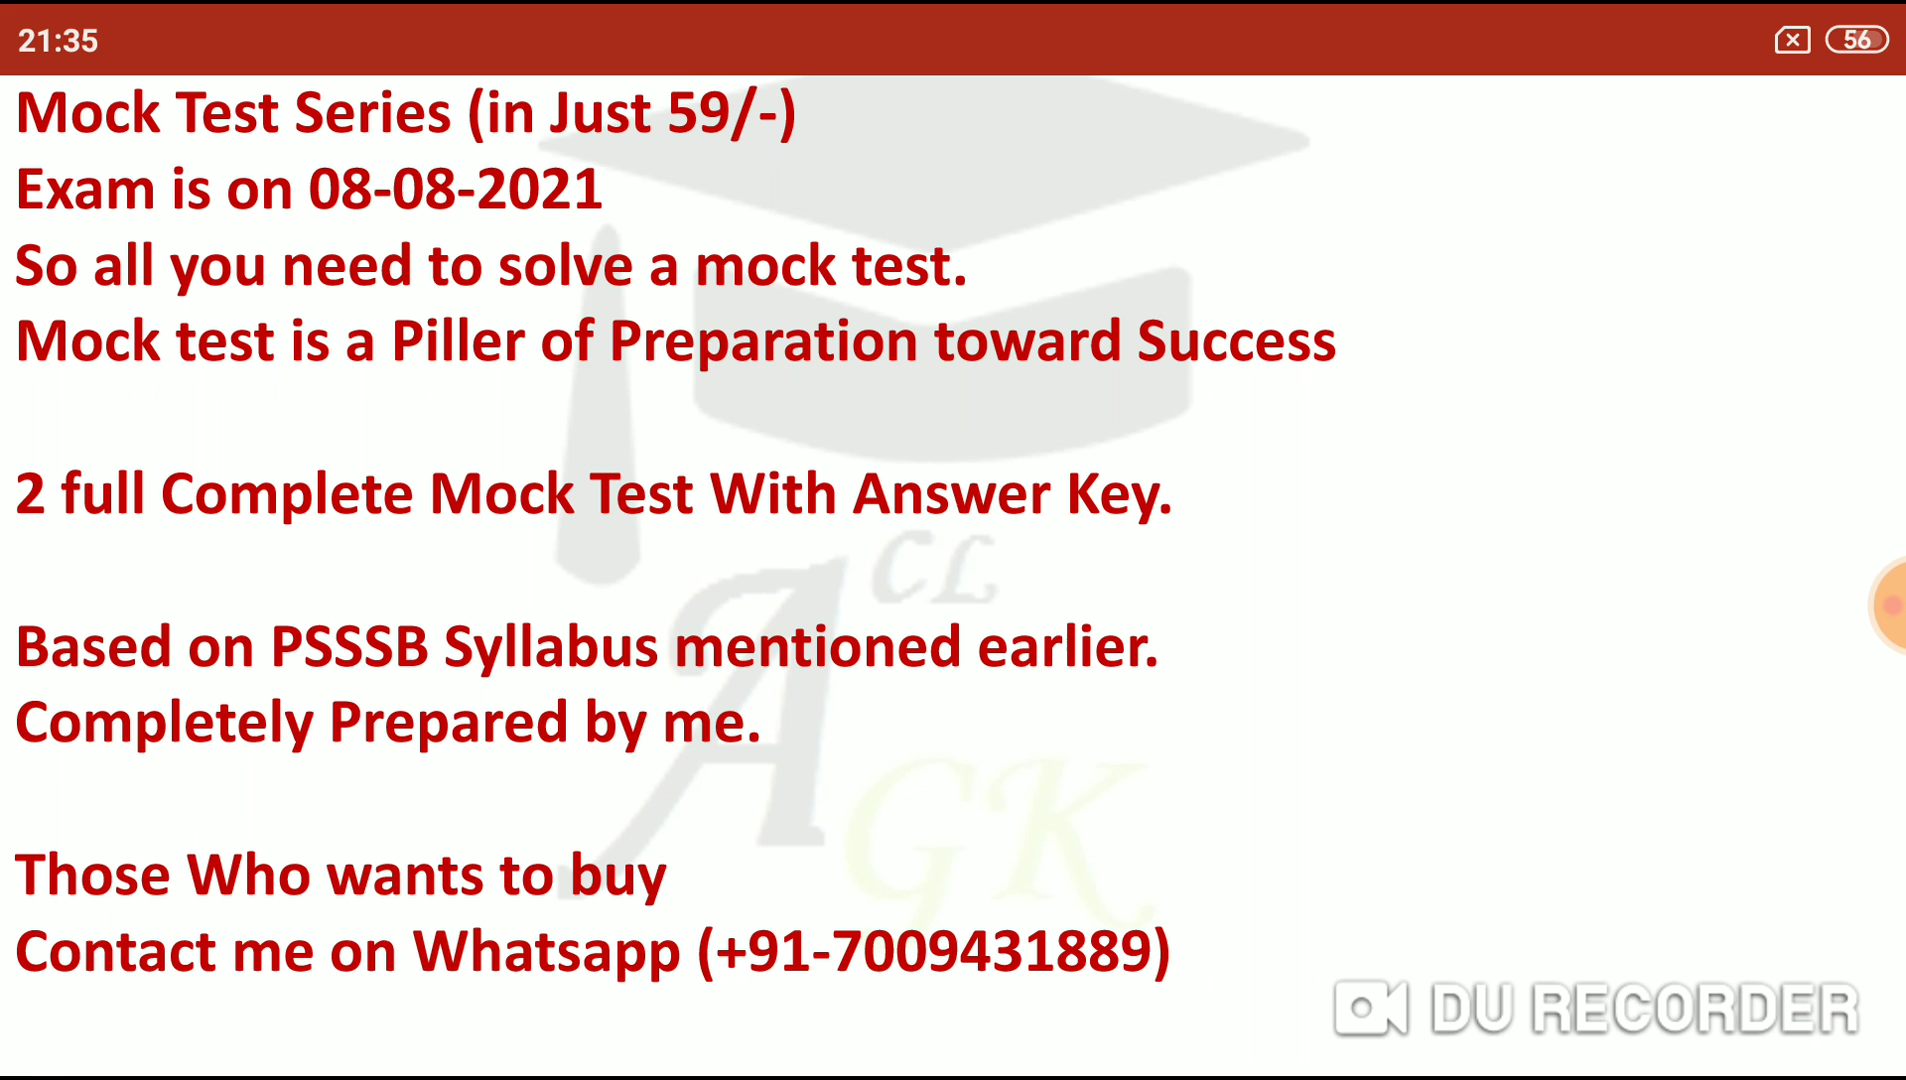 21:35
56
Mock Test Series (in Just 59/-)
Exam is on 08-08-2021
So all you need to solve a mock test.
Mock test is a Piller of Preparation toward Success
2 full Complete Mock Test With Answer Key.
CL
A
Based on PSSSB Syllabus mentioned earlier.
Completely Prepared by me.
GK
Those Who wants to buy
Contact me on Whatsapp (+91-7009431889)
DU RECORDER